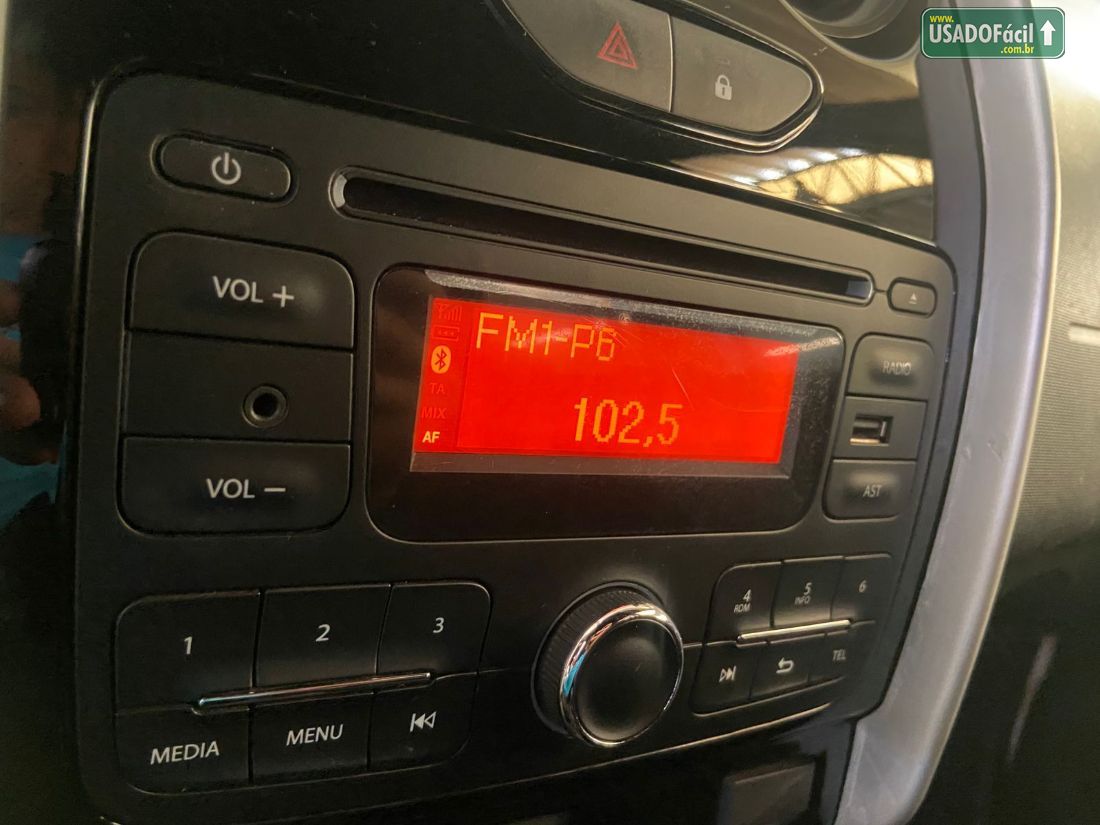 www.
USADOFácil
.com.br
VOL +
FM1-P6
TA
MIX
AF
102,5
RADIO
VOL −
AST
1
2
3
4
RDM
5
INFO
6
MEDIA
MENU
TEL